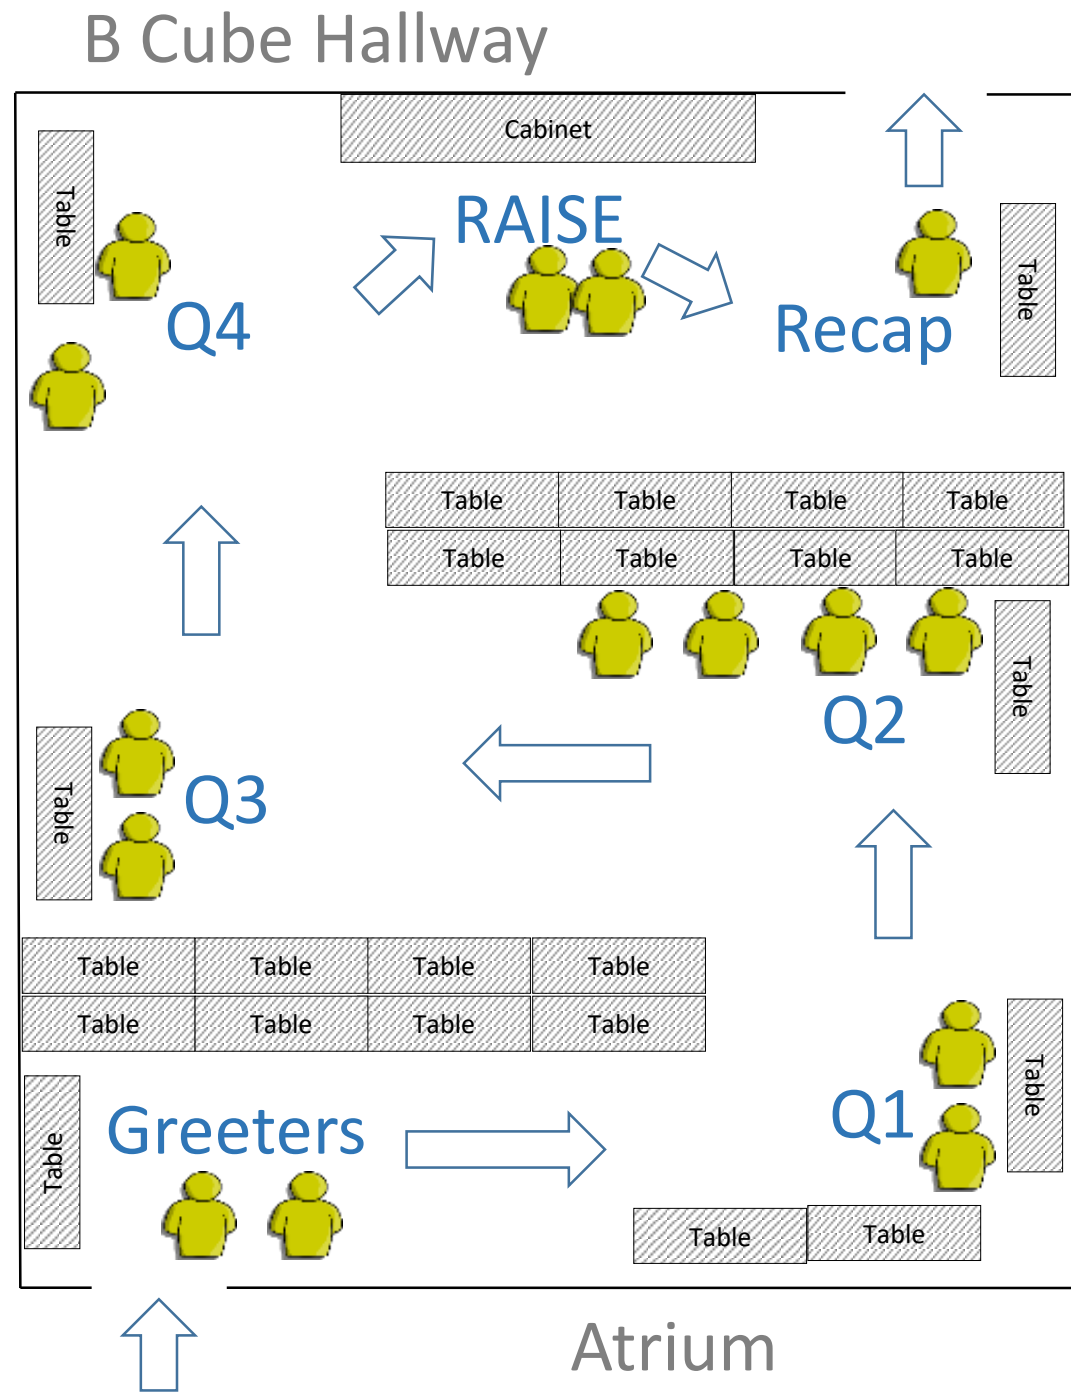 B Cube Hallway
Cabinet
Table
RAISE
Table
Q4
Recap
Table Table Table Table
Table Table Table Table
Table
Q2
Table
Q3
Table Table Table Table
Table Table Table Table
Table
Q1
Greeters
Table
Table Table
Atrium